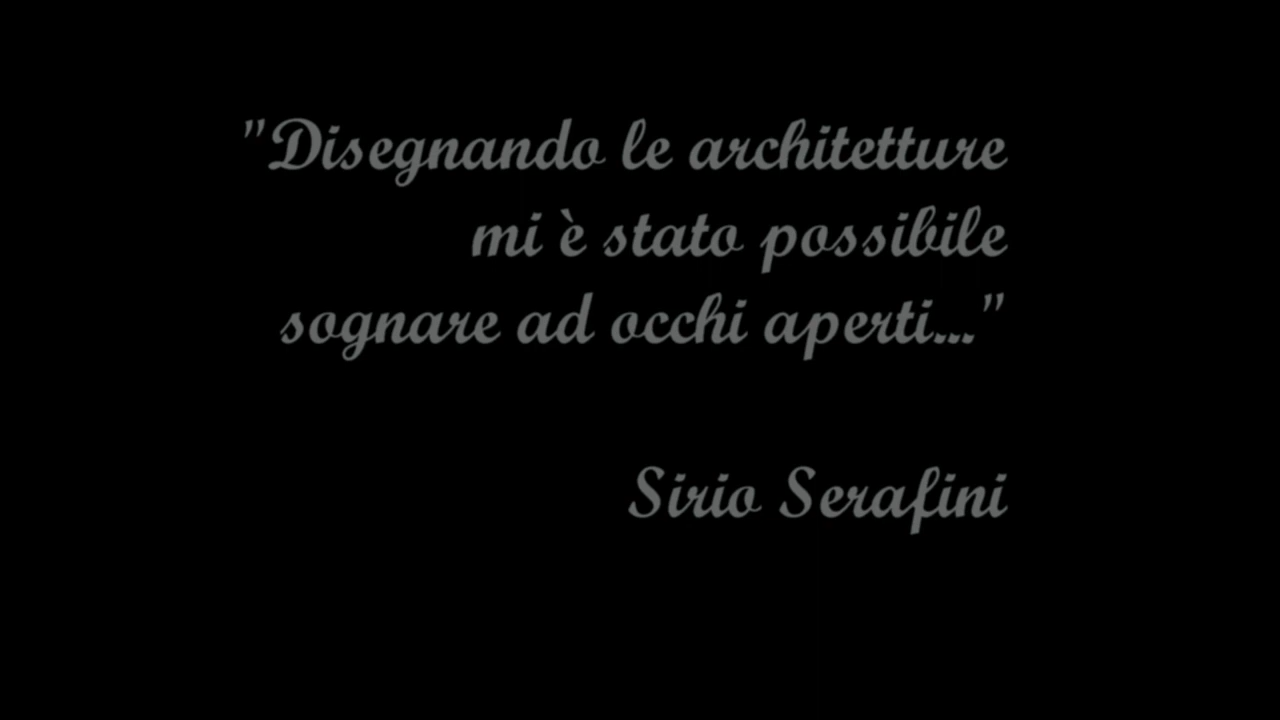 "Disegnando le architetture
mi è stato possibile
sognare ad occhi aperti..."
Sirio Serafini